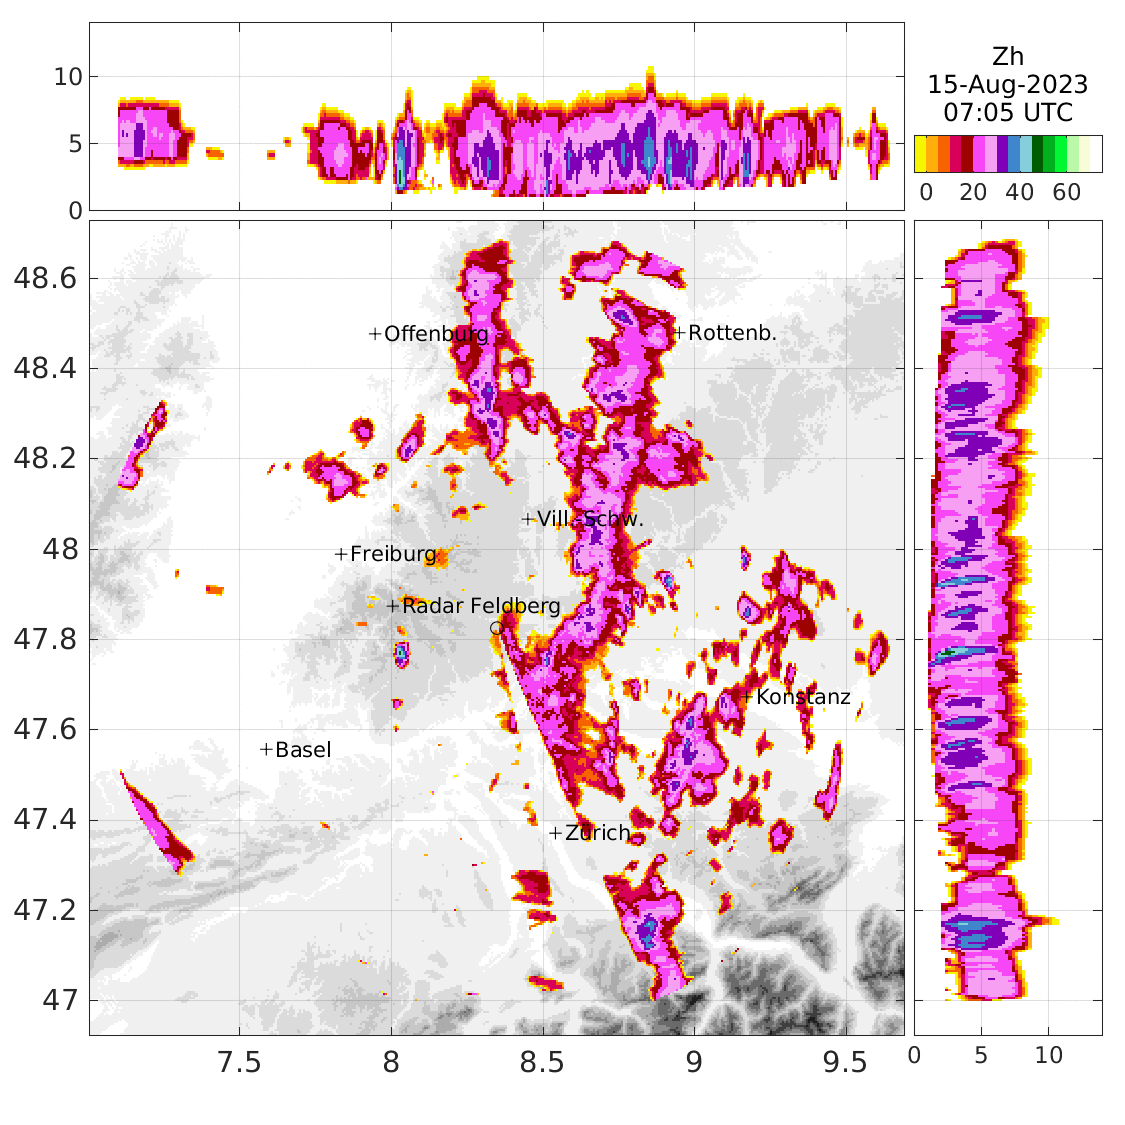 Zh
15-Aug-2023
07:05 UTC
0 20 40 60
10
5
0
48.6
48.4
48.2
48
47.8
47.6
47.4
47.2
47
+Offenburg
+Rottenb.
+Vill.-Schw.
+Freiburg
+Radar Feldberg
+Konstanz
+Basel
+Zürich
7.5 8 8.5 9 9.5
0 5 10